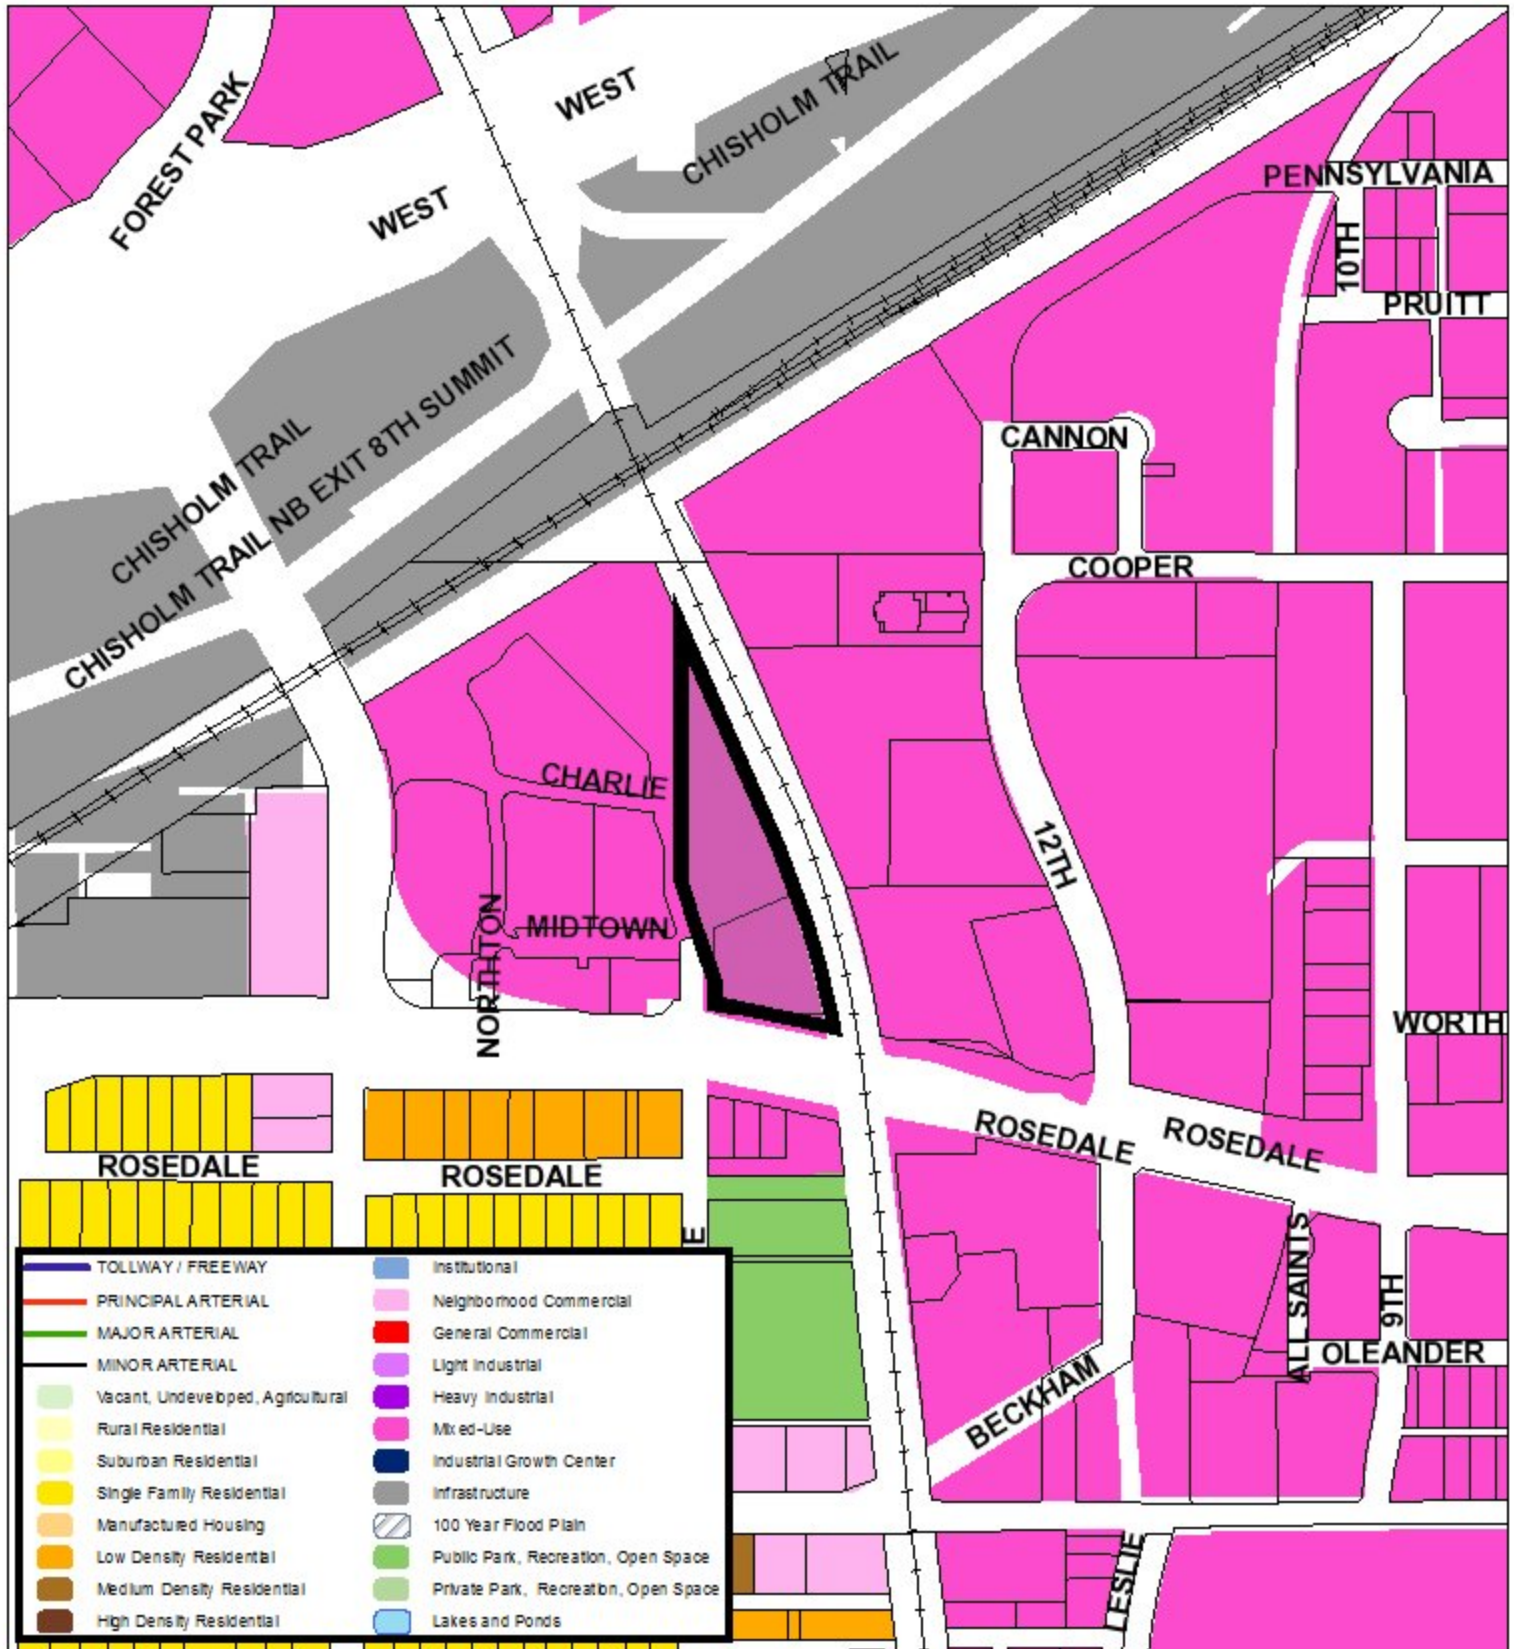 WEST
CHISHOLM TRAIL
FOREST PARK
WEST
PENNSYLVANIA
10TH
PRUITT
CHISHOLM TRAIL
CHISHOLM TRAIL NB EXIT 8TH SUMMIT
CANNON
COOPER
CHARLIE
12TH
MIDTOWN
NORTHTON
WORTH
ROSEDALE
ROSEDALE
ROSEDALE
ROSEDALE
E
ALL SAINTS
9TH
OLEANDER
BECKHAM
LESLIE
TOLLWAY / FREEWAY
PRINCIPAL ARTERIAL
MAJOR ARTERIAL
MINOR ARTERIAL
Vacant, Undeveloped, Agricultural
Rural Residential
Suburban Residential
Single Family Residential
Manufactured Housing
Low Density Residential
Medium Density Residential
High Density Residential
Institutional
Neighborhood Commercial
General Commercial
Light Industrial
Heavy Industrial
Mixed-Use
Industrial Growth Center
Infrastructure
100 Year Flood Plain
Public Park, Recreation, Open Space
Private Park, Recreation, Open Space
Lakes and Ponds